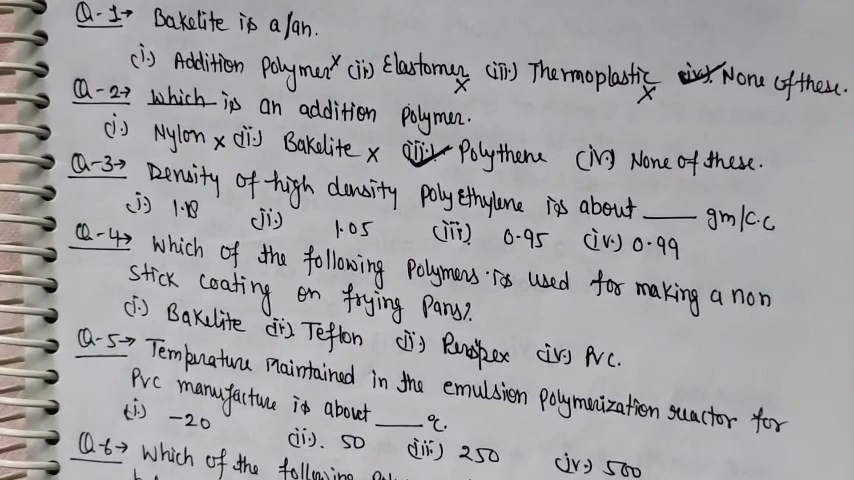 Q-1→ Bakelite is a/an.
(i.) Addition Polymer x (ii) Elastomer x (iii.) Thermoplastic x (iv). None of these.
Q-2→ Which is an addition polymer.
(i.) Nylon x (ii.) Bakelite x (iii.) Polythene (iv.) None of these.
Q-3→ Density of high density polyEthylene is about ____ gm/c.c
(i.) 1.18 (ii.) 1.05 (iii.) 0.95 (iv.) 0.99
Q-4→ Which of the following Polymers is used for making a non
stick coating on frying Pans?
(i.) Bakelite (ii). Teflon (ii.) Perspex (iv.) Pvc.
Q-5→ Temperature Maintained in the emulsion Polymerization reactor for
Pvc manufacture is about ____ °c.
(i.) -20 (ii.). 50 (iii.) 250 (iv.) 500
Q-6→ Which of the following